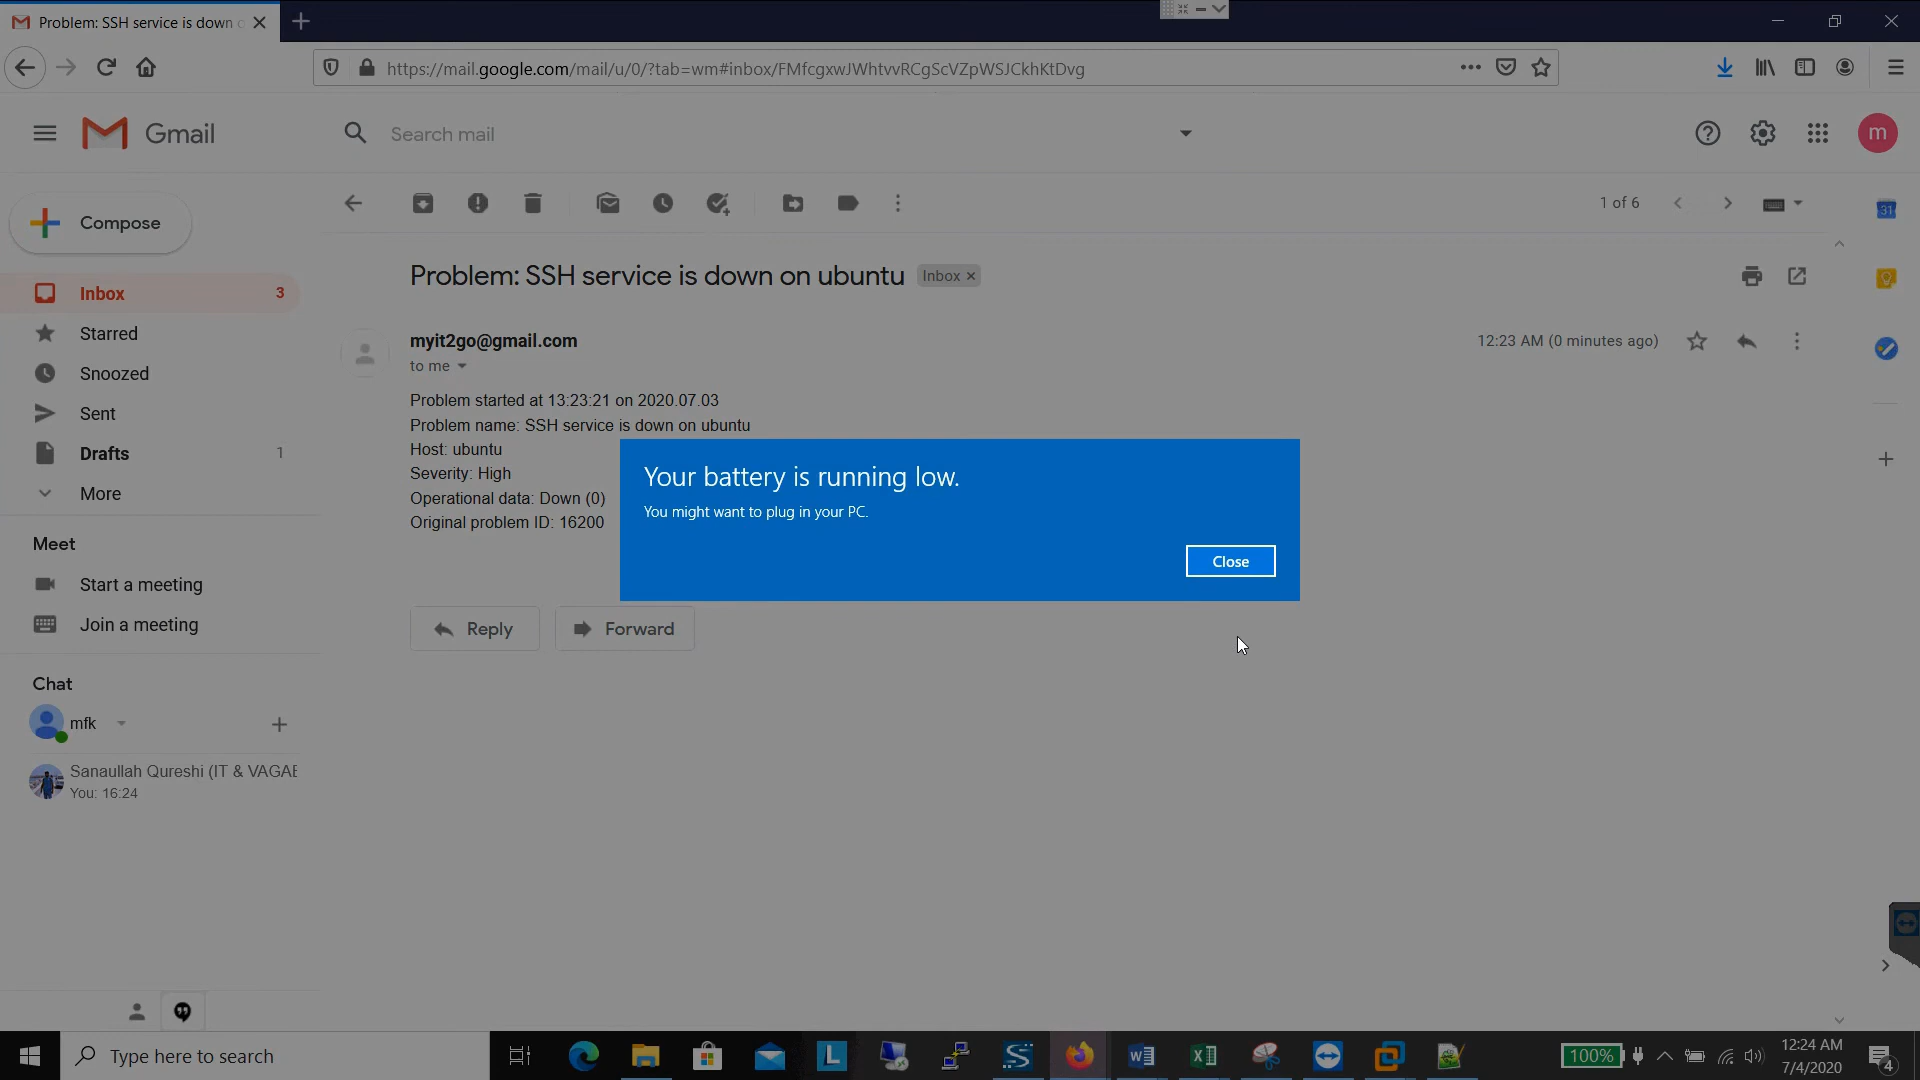 Problem: SSH service is down o
https://mail.google.com/mail/u/0/?tab=wm#inbox/FMfcgxwJWhtvvRCgScVZpWSJCkhKtDvg
Gmail
Search mail
m
Compose
1 of 6
31
Problem: SSH service is down on ubuntu
Inbox
Inbox 3
Starred
Snoozed
Sent
Drafts 1
More
myit2go@gmail.com
12:23 AM (0 minutes ago)
to me
Problem started at 13:23:21 on 2020.07.03
Problem name: SSH service is down on ubuntu
Host: ubuntu
Severity: High
Operational data: Down (0)
Original problem ID: 16200
Your battery is running low.
You might want to plug in your PC.
Close
Reply
Forward
Meet
Start a meeting
Join a meeting
Chat
mfk
Sanaullah Qureshi (IT & VAGAB
You: 16:24
Type here to search
L
S
W
X
100%
12:24 AM
7/4/2020
4